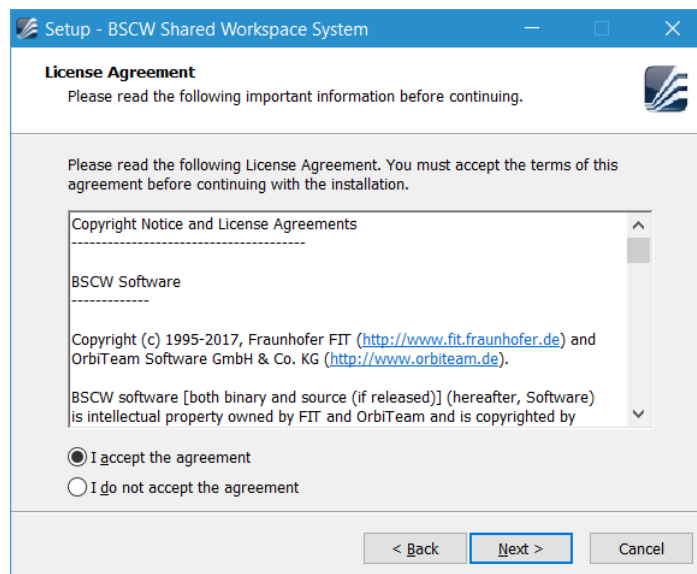 Setup - BSCW Shared Workspace System
License Agreement
Please read the following important information before continuing.
Please read the following License Agreement. You must accept the terms of this
agreement before continuing with the installation.
Copyright Notice and License Agreements
---------------------------------------
BSCW Software
-------------
Copyright (c) 1995-2017, Fraunhofer FIT (http://www.fit.fraunhofer.de) and
OrbiTeam Software GmbH & Co. KG (http://www.orbiteam.de).
BSCW software [both binary and source (if released)] (hereafter, Software)
is intellectual property owned by FIT and OrbiTeam and is copyrighted by
I accept the agreement
I do not accept the agreement
< Back Next > Cancel